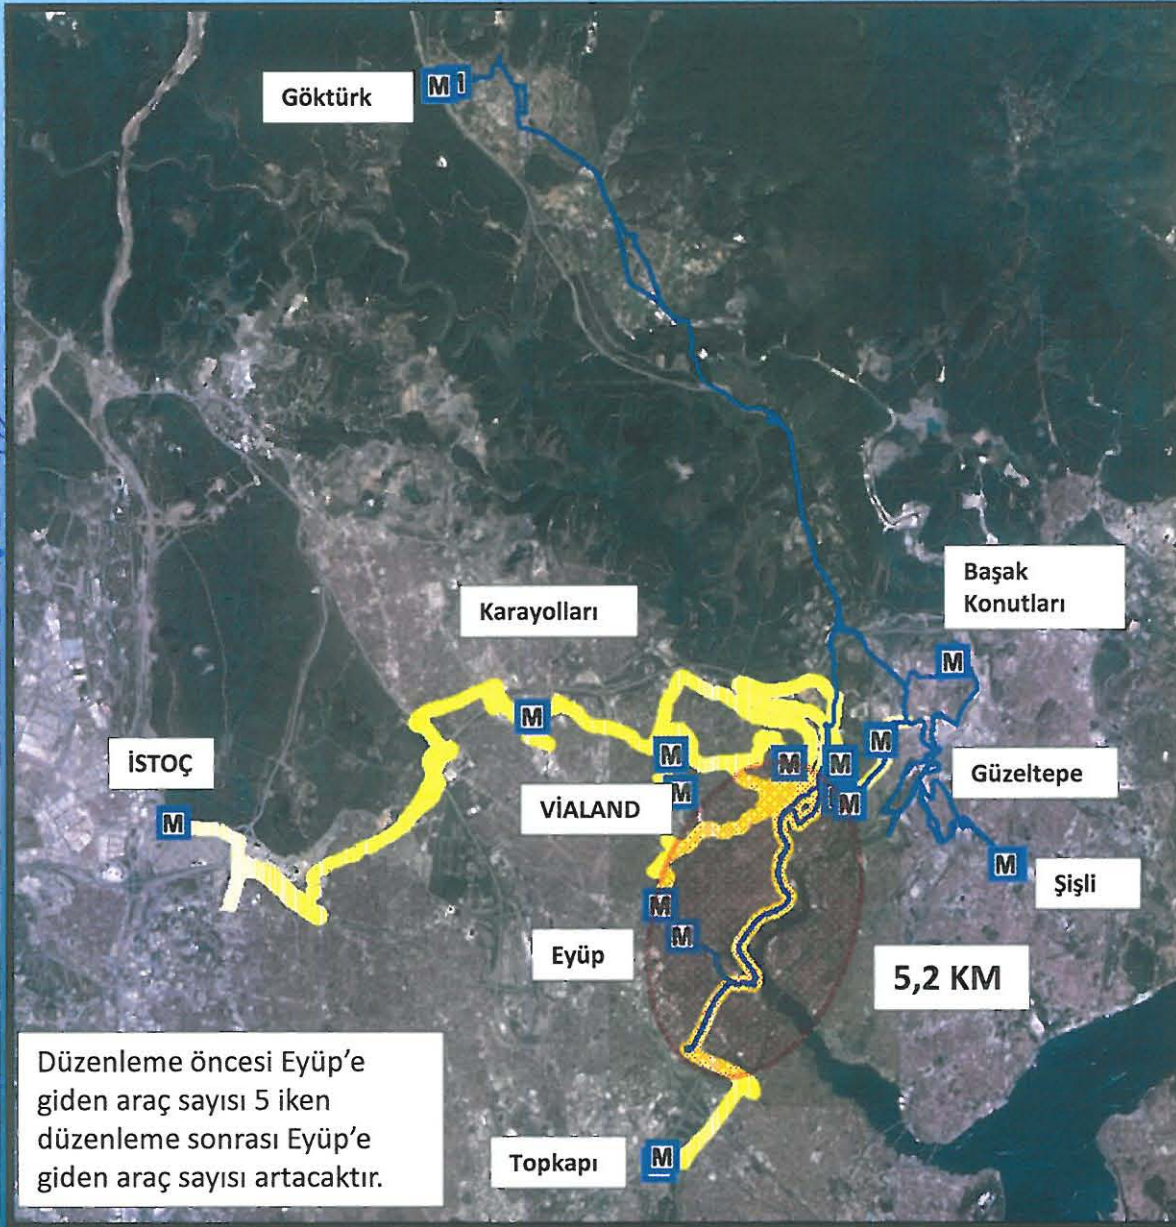 Göktürk
M 1
Başak
Konutları
Karayolları
M
M
M
İSTOÇ
M
M
M
M
Güzeltepe
VİALAND
M
M
M
M
Şişli
M
Eyüp
M
5,2 KM
Düzenleme öncesi Eyüp'e
giden araç sayısı 5 iken
düzenleme sonrası Eyüp'e
giden araç sayısı artacaktır.
Topkapı
M